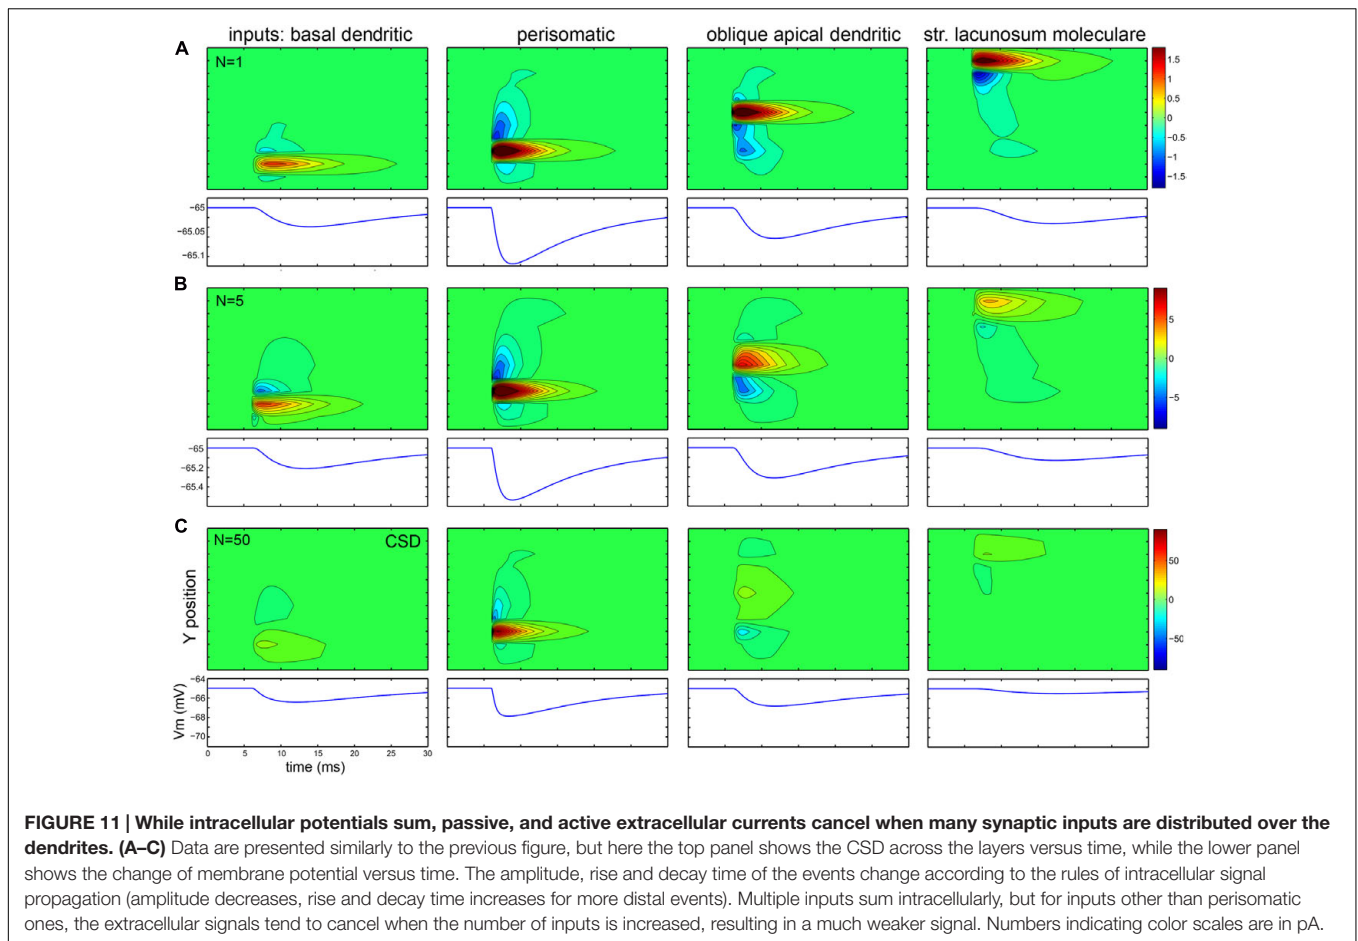 inputs: basal dendritic
perisomatic
oblique apical dendritic
str. lacunosum moleculare
A
N=1
1.5
1
0.5
0
−0.5
−1
−1.5
−65
−65.05
−65.1
B
N=5
5
0
−5
−65
−65.2
−65.4
C
N=50
CSD
Y position
50
0
−50
Vm (mV)
−64
−66
−68
−70
0 5 10 15 20 25 30
time (ms)
FIGURE 11 | While intracellular potentials sum, passive, and active extracellular currents cancel when many synaptic inputs are distributed over the
dendrites. (A–C) Data are presented similarly to the previous figure, but here the top panel shows the CSD across the layers versus time, while the lower panel
shows the change of membrane potential versus time. The amplitude, rise and decay time of the events change according to the rules of intracellular signal
propagation (amplitude decreases, rise and decay time increases for more distal events). Multiple inputs sum intracellularly, but for inputs other than perisomatic
ones, the extracellular signals tend to cancel when the number of inputs is increased, resulting in a much weaker signal. Numbers indicating color scales are in pA.